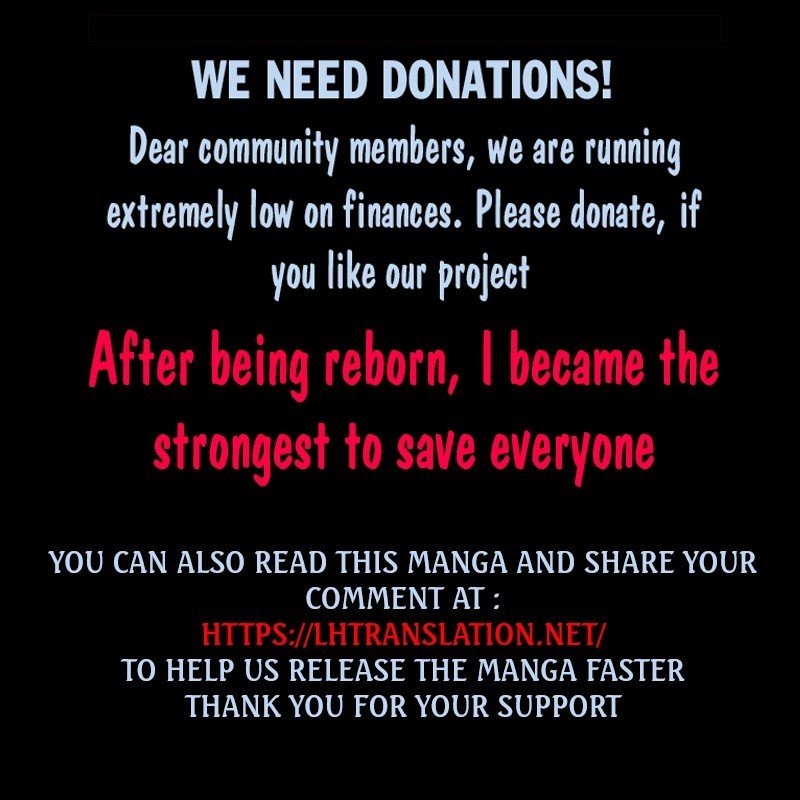 WE NEED DONATIONS!
Dear community members, we are running
extremely low on finances. Please donate, if
you like our project
After being reborn, I became the
strongest to save everyone
YOU CAN ALSO READ THIS MANGA AND SHARE YOUR
COMMENT AT :
HTTPS://LHTRANSLATION.NET/
TO HELP US RELEASE THE MANGA FASTER
THANK YOU FOR YOUR SUPPORT